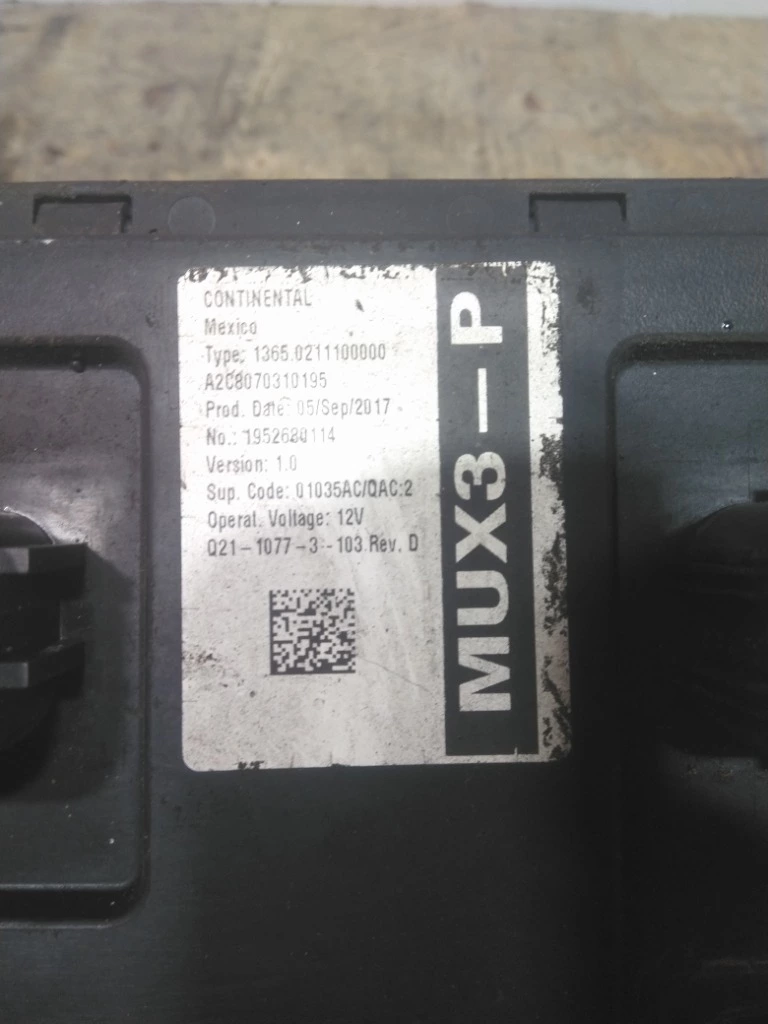 CONTINENTAL
Mexico
Type: 1365.0211100000
A2C8070310195
Prod. Date: 05/Sep/2017
No.: 1952680114
Version: 1.0
Sup. Code: 01035AC/QAC:2
Operat. Voltage: 12V
Q21-1077-3-103 Rev. D
MUX3-P